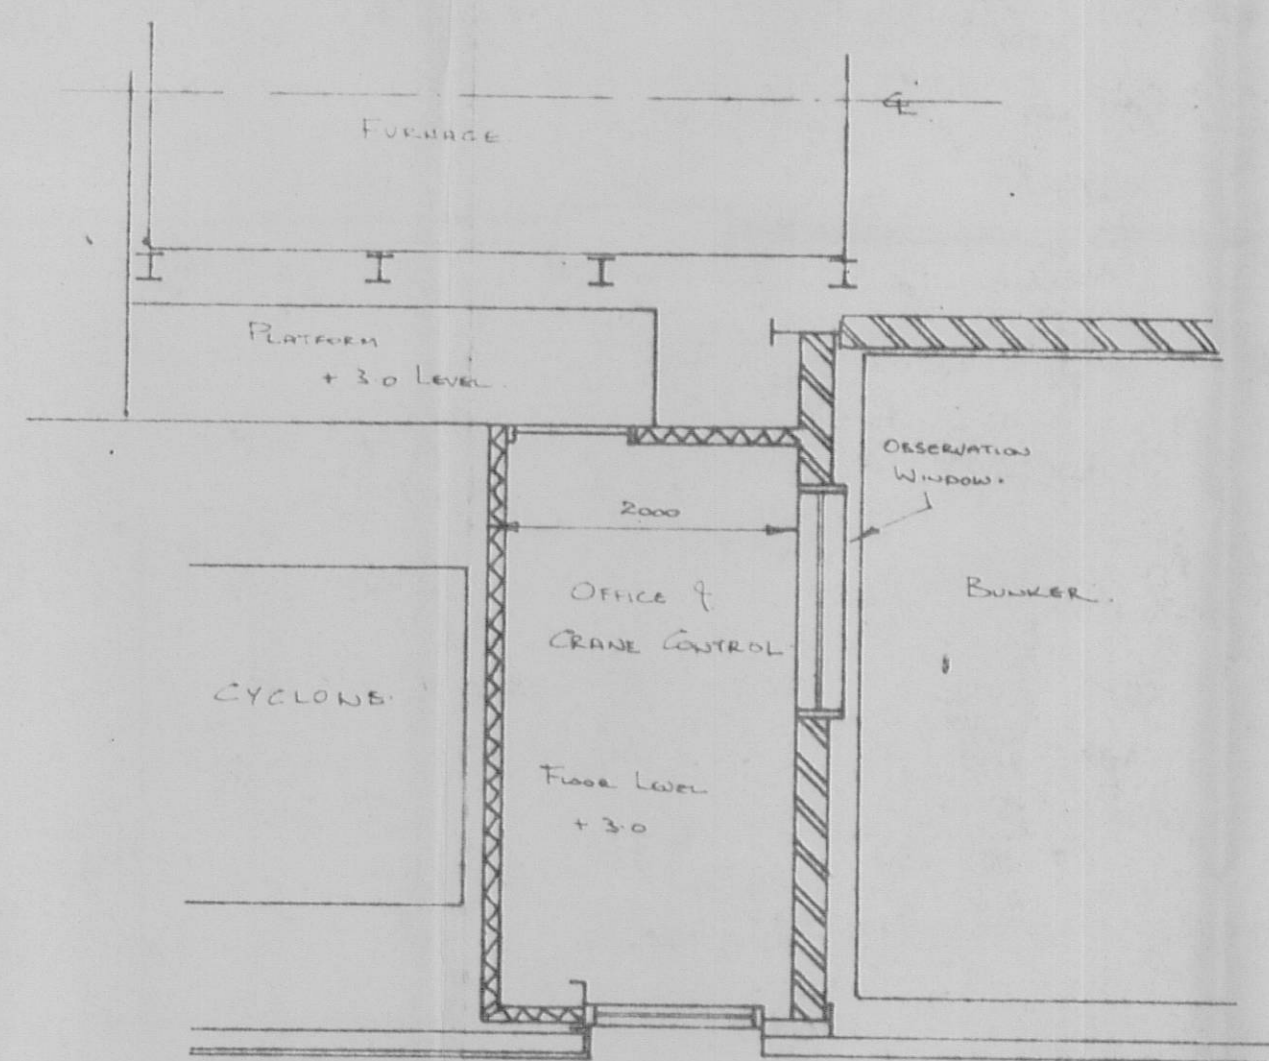 ℄
FURNACE
PLATFORM
+ 3.0 LEVEL.
OBSERVATION
WINDOW.
2000
OFFICE &
CRANE CONTROL
BUNKER.
CYCLONE.
FLOOR LEVEL
+ 3.0